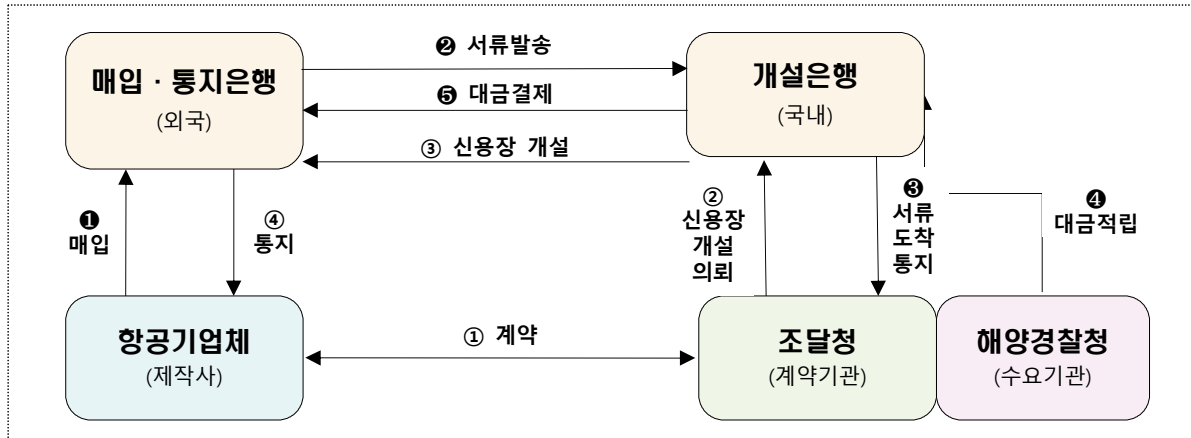 ❷ 서류발송
매입 · 통지은행
(외국)
개설은행
(국내)
❺ 대금결제
③ 신용장 개설
❶
매입
④
통지
②
신용장
개설
의뢰
❸
서류
도착
통지
❹
대금적립
항공기업체
(제작사)
① 계약
조달청
(계약기관)
해양경찰청
(수요기관)